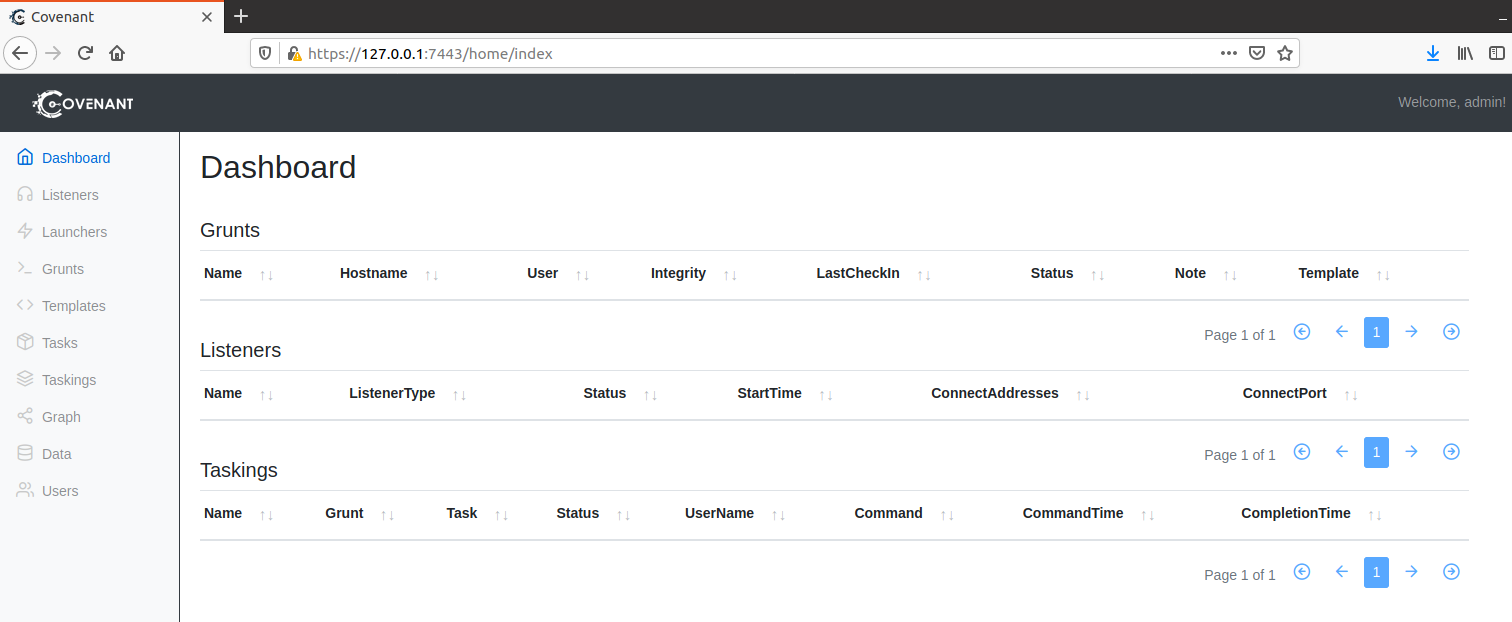 Covenant
https://127.0.0.1:7443/home/index
COVENANT
Welcome, admin!
Dashboard
Listeners
Launchers
Grunts
Templates
Tasks
Taskings
Graph
Data
Users
Dashboard
Grunts
Name Hostname User Integrity LastCheckIn Status Note Template
Page 1 of 1 1
Listeners
Name ListenerType Status StartTime ConnectAddresses ConnectPort
Page 1 of 1 1
Taskings
Name Grunt Task Status UserName Command CommandTime CompletionTime
Page 1 of 1 1